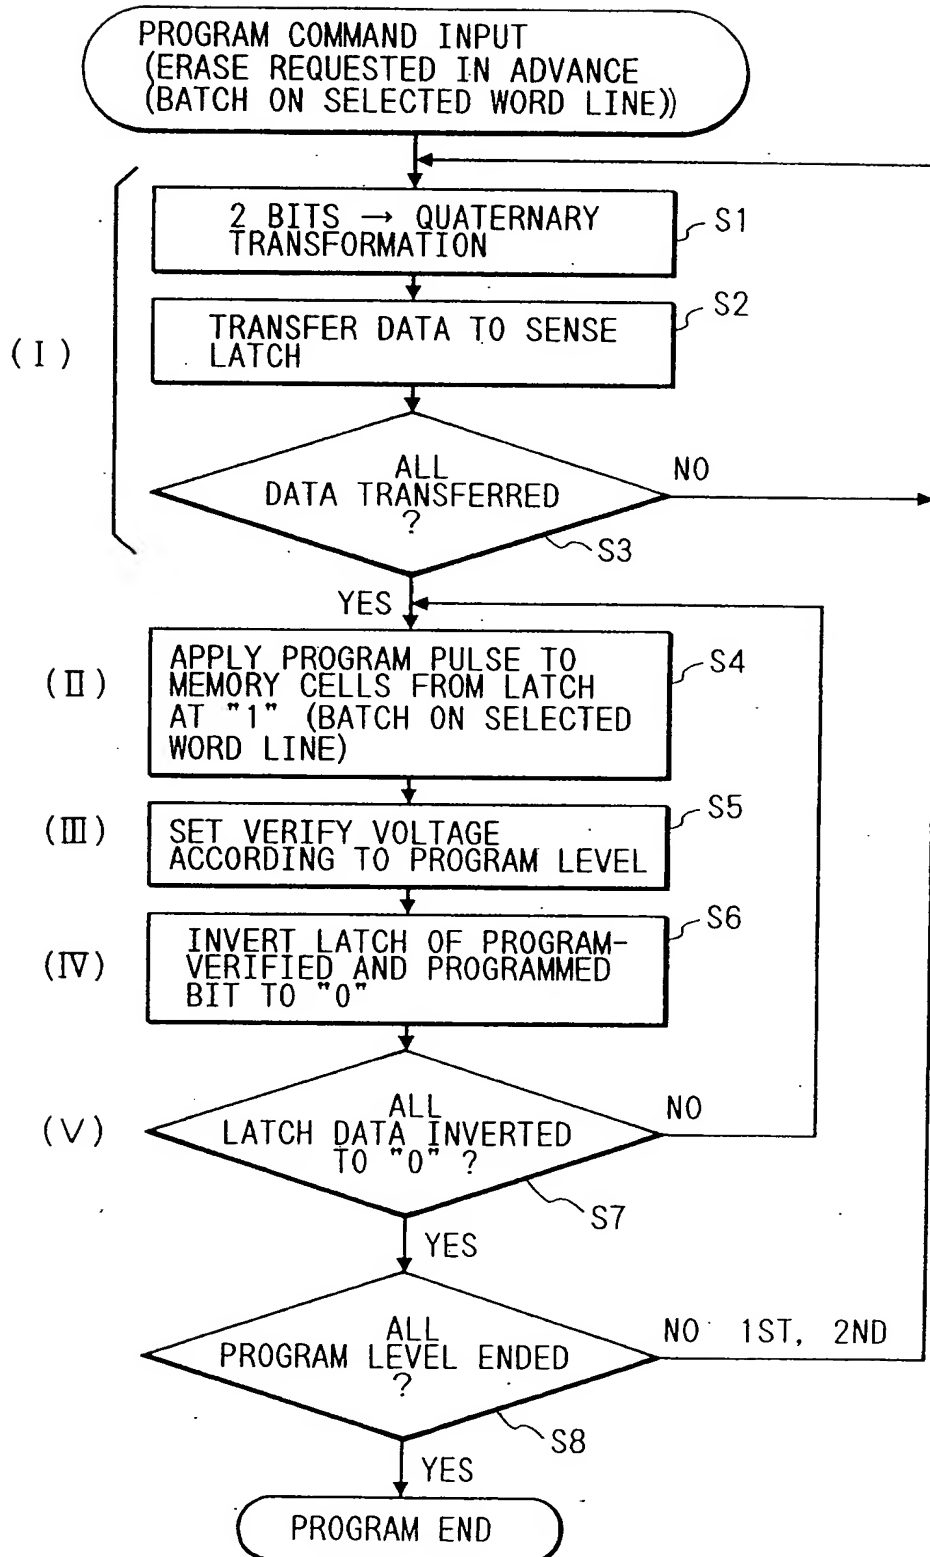 PROGRAM COMMAND INPUT
(ERASE REQUESTED IN ADVANCE
(BATCH ON SELECTED WORD LINE))
2 BITS → QUATERNARY
TRANSFORMATION
S1
TRANSFER DATA TO SENSE
LATCH
S2
(I)
ALL
DATA TRANSFERRED
?
NO
S3
YES
(II)
APPLY PROGRAM PULSE TO
MEMORY CELLS FROM LATCH
AT "1" (BATCH ON SELECTED
WORD LINE)
S4
(III)
SET VERIFY VOLTAGE
ACCORDING TO PROGRAM LEVEL
S5
(IV)
INVERT LATCH OF PROGRAM-
VERIFIED AND PROGRAMMED
BIT TO "0"
S6
(V)
ALL
LATCH DATA INVERTED
TO "0" ?
NO
S7
YES
ALL
PROGRAM LEVEL ENDED
?
NO 1ST, 2ND
S8
YES
PROGRAM END